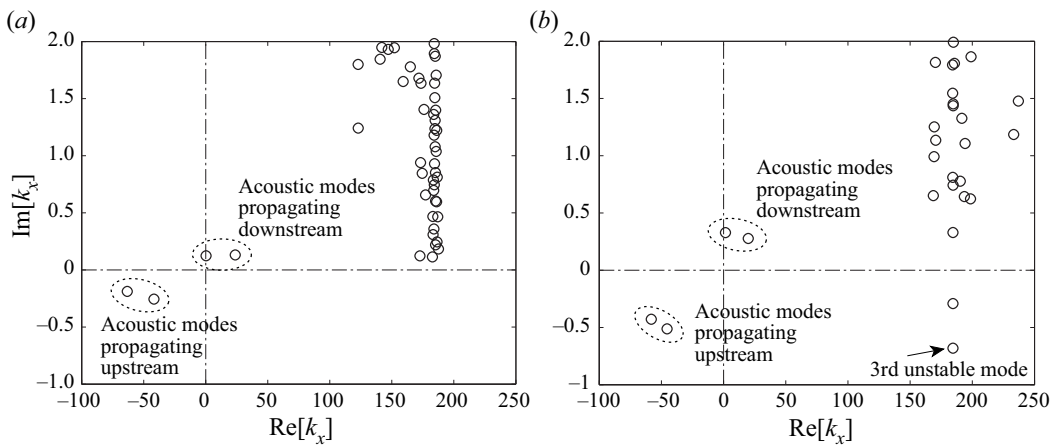 (a)
2.0
1.5
1.0
0.5
0
−0.5
−1.0
−100
−50
0
50
100
150
200
250
Im[kx]
Re[kx]
Acoustic modes
propagating
downstream
Acoustic modes
propagating
upstream
(b)
2.0
1.5
1.0
0.5
0
−0.5
−1
−100
−50
0
50
100
150
200
250
Re[kx]
Acoustic modes
propagating
downstream
Acoustic modes
propagating
upstream
3rd unstable mode